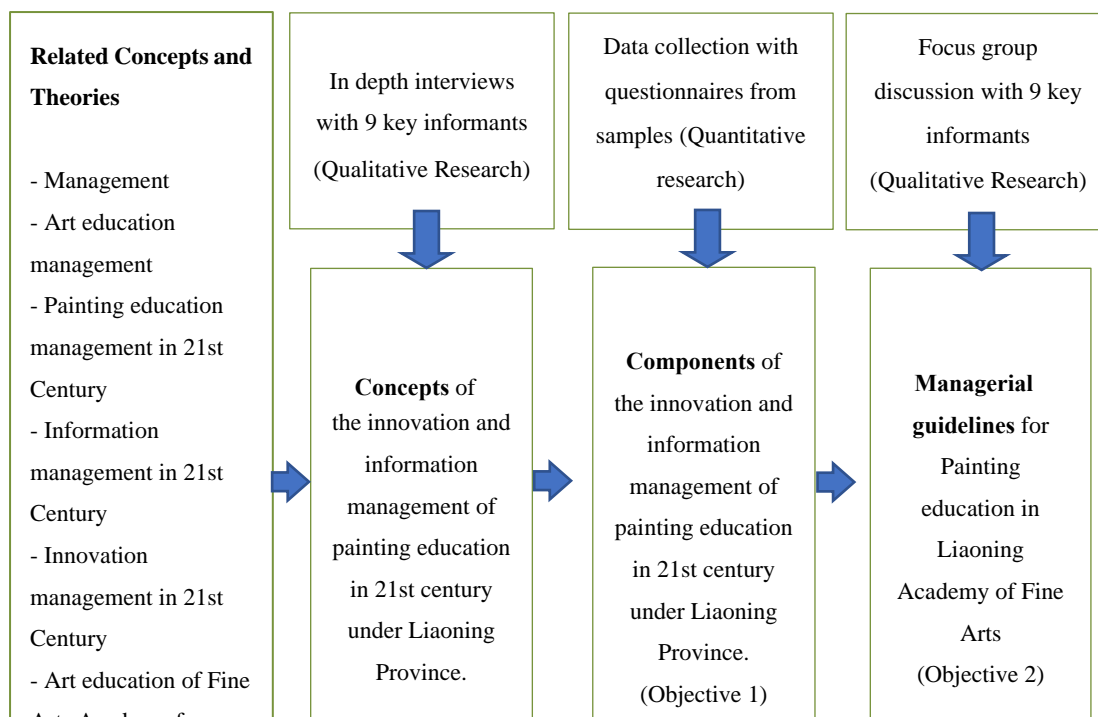 Related Concepts and
Theories
- Management
- Art education
management
- Painting education
management in 21st
Century
- Information
management in 21st
Century
- Innovation
management in 21st
Century
- Art education of Fine
In depth interviews
with 9 key informants
(Qualitative Research)
Data collection with
questionnaires from
samples (Quantitative
research)
Focus group
discussion with 9 key
informants
(Qualitative Research)
Concepts of
the innovation and
information
management of
painting education
in 21st century
under Liaoning
Province.
Components of
the innovation and
information
management of
painting education
in 21st century
under Liaoning
Province.
(Objective 1)
Managerial
guidelines for
Painting
education in
Liaoning
Academy of Fine
Arts
(Objective 2)